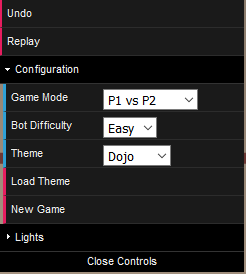 Undo
Replay
Configuration
Game Mode P1 vs P2
Bot Difficulty Easy
Theme Dojo
Load Theme
New Game
Lights
Close Controls